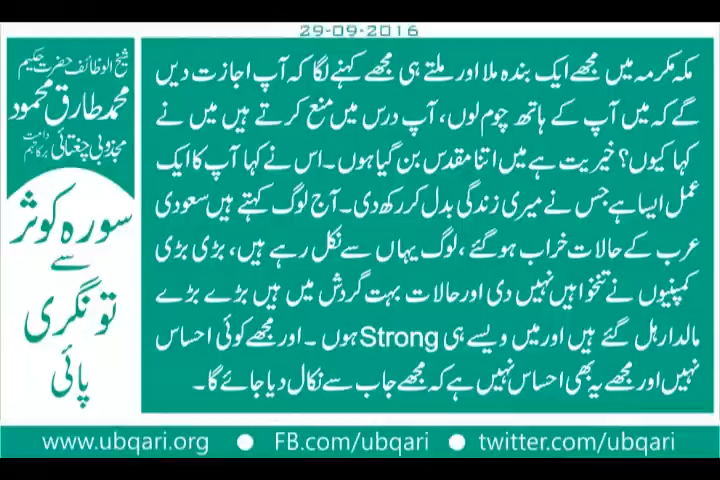 29-09-2016
شیخ الوظائف حضرت حکیم
محمد طارق محمود
مجذوبی چغتائی دامت برکاتہم
سورہ کوثر
سے
تونگری
پائی
مکہ مکرمہ میں مجھے ایک بندہ ملا اور ملتے ہی مجھے کہنے لگا کہ آپ اجازت دیں
گے کہ میں آپ کے ہاتھ چوم لوں، آپ درس میں منع کرتے ہیں میں نے
کہا کیوں؟ خیریت ہے میں اتنا مقدس بن گیا ہوں۔ اس نے کہا آپ کا ایک
عمل ایسا ہے جس نے میری زندگی بدل کر رکھ دی۔ آج لوگ کہتے ہیں سعودی
عرب کے حالات خراب ہو گئے، لوگ یہاں سے نکل رہے ہیں، بڑی بڑی
کمپنیوں نے تنخواہیں نہیں دی اور حالات بہت گردش میں ہیں بڑے بڑے
مالدار ہل گئے ہیں اور میں ویسے ہی Strong ہوں ۔ اور مجھے کوئی احساس
نہیں اور مجھے یہ بھی احساس نہیں ہے کہ مجھے جاب سے نکال دیا جائے گا۔
www.ubqari.org ● FB.com/ubqari ● twitter.com/ubqari